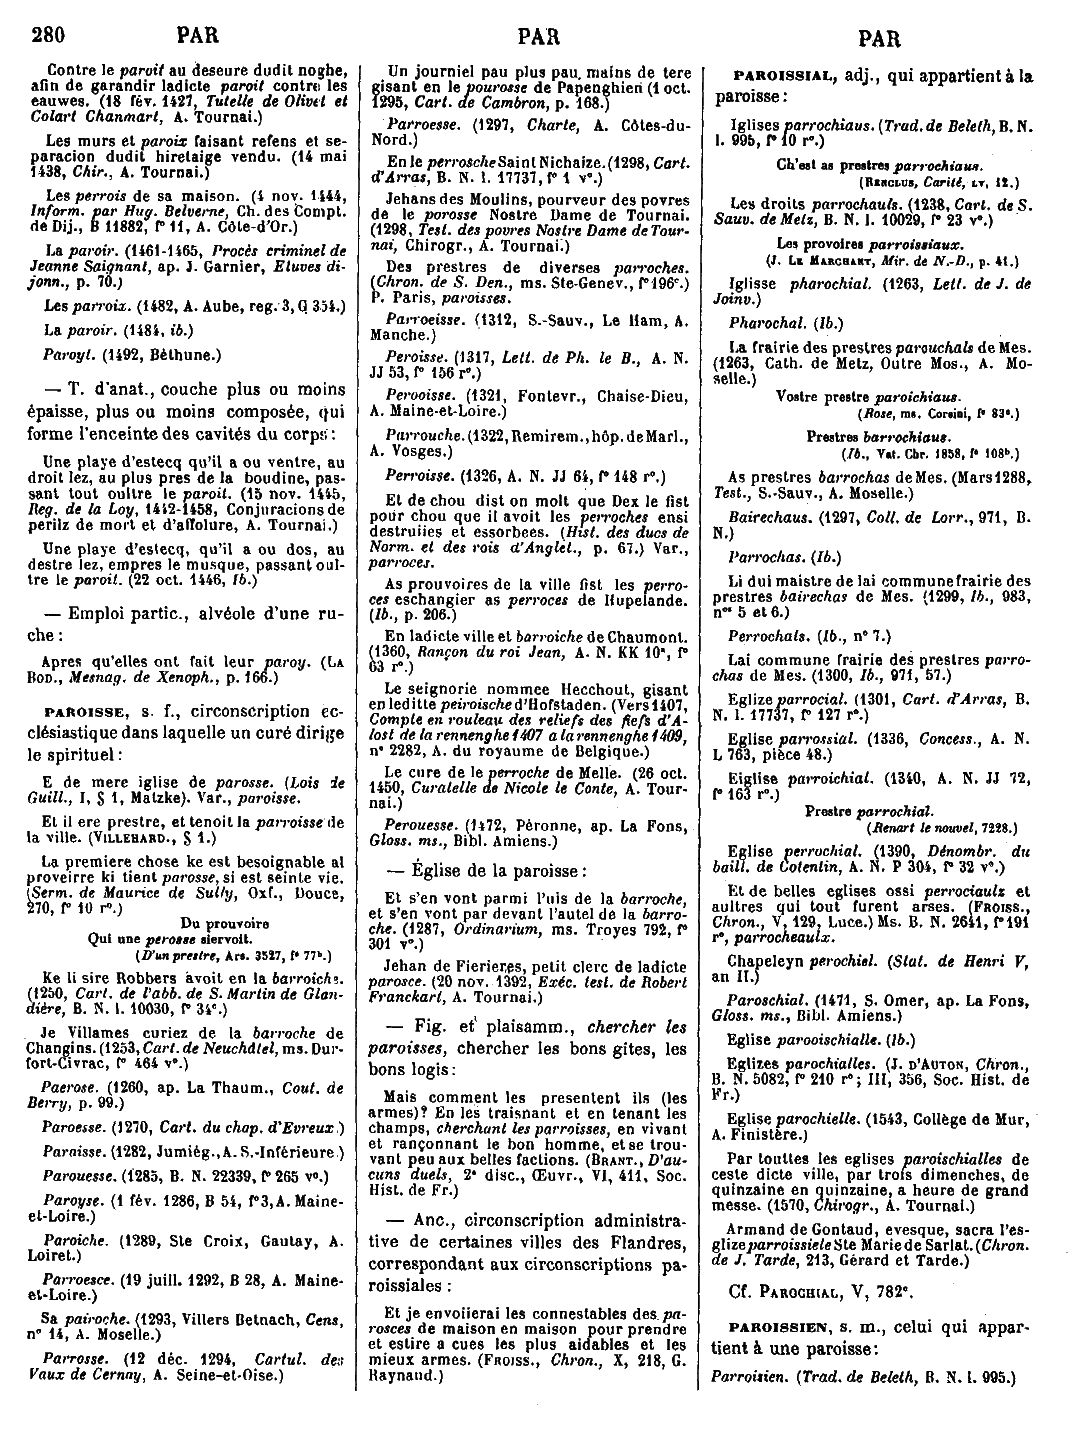 280 PAR PAR PAR
Contre le paroit au deseure dudit noghe,
afin de garandir ladicte paroit contre les
eauwes. (18 fév. 1427, Tutelle de Olivet et
Colart Chanmart, A. Tournai.)
Les murs et paroix faisant refens et se-
paracion dudit hiretaige vendu. (14 mai
1438, Chir., A. Tournai.)
Les perrois de sa maison. (4 nov. 1444,
Inform. par Hug. Belverne, Ch. des Compt.
de Dij., B 11882, f° 11, A. Côte-d'Or.)
La paroir. (1461-1465, Procès criminel de
Jeanne Saignant, ap. J. Garnier, Etuves di-
jonn., p. 70.)
Les parroix. (1482, A. Aube, reg. 3, G 354.)
La paroir. (1484, ib.)
Paroyt. (1492, Béthune.)
— T. d'anat., couche plus ou moins
épaisse, plus ou moins composée, qui
forme l'enceinte des cavités du corps :
Une playe d'estecq qu'il a ou ventre, au
droit lez, au plus pres de la boudine, pas-
sant tout oultre le paroit. (15 nov. 1445,
Reg. de la Loy, 1442-1458, Conjuracions de
perilz de mort et d'affolure, A. Tournai.)
Une playe d'estecq, qu'il a ou dos, au
destre lez, empres le musque, passant oul-
tre le paroit. (22 oct. 1446, Ib.)
— Emploi partic., alvéole d'une ru-
che :
Apres qu'elles ont fait leur paroy. (LA
BOD., Mesnag. de Xenoph., p. 166.)
PAROISSE, s. f., circonscription ec-
clésiastique dans laquelle un curé dirige
le spirituel :
E de mere iglise de parosse. (Lois de
Guill., I, § 1, Matzke). Var., paroisse.
Et il ere prestre, et tenoit la parroisse de
la ville. (VILLEHARD., § 1.)
La premiere chose ke est besoignable al
proveirre ki tient parosse, si est seinte vie.
(Serm. de Maurice de Sully, Oxf., Douce,
270, f° 10 r°.)
Du prouvoire
Qui une perosse siervoit.
(D'un prestre, Ars. 3527, f° 77b.)
Ke li sire Robbers avoit en la barroiche.
(1250, Cart. de l'abb. de S. Martin de Glan-
dière, B. N. l. 10030, f° 34c.)
Je Villames curiez de la barroche de
Changins. (1253, Cart. de Neuchâtel, ms. Dur-
fort-Civrac, f° 464 v°.)
Paerose. (1260, ap. La Thaum., Cout. de
Berry, p. 99.)
Paroesse. (1270, Cart. du chap. d'Evreux.)
Paraisse. (1282, Jumiég., A. S.-Inférieure.)
Parouesse. (1285, B. N. 22339, f° 265 v°.)
Paroyse. (1 fév. 1286, B 54, f° 3, A. Maine-
et-Loire.)
Paroiche. (1289, Ste Croix, Gautay, A.
Loiret.)
Parroesce. (19 juill. 1292, B 28, A. Maine-
et-Loire.)
Sa pairoche. (1293, Villers Betnach, Cens,
n° 14, A. Moselle.)
Parrosse. (12 déc. 1294, Cartul. des
Vaux de Cernay, A. Seine-et-Oise.)
Un journiel pau plus pau, mains de tere
gisant en le pourosse de Papenghien (1 oct.
1295, Cart. de Cambron, p. 168.)
Parroesse. (1297, Charte, A. Côtes-du-
Nord.)
En le perrosche Saint Nichaize. (1298, Cart.
d'Arras, B. N. l. 17737, f° 1 v°.)
Jehans des Moulins, pourveur des povres
de le porosse Nostre Dame de Tournai.
(1298, Test. des povres Nostre Dame de Tour-
nai, Chirogr., A. Tournai.)
Des prestres de diverses parroches.
(Chron. de S. Den., ms. Ste-Genev., f° 196c.)
P. Paris, paroisses.
Parroeisse. (1312, S.-Sauv., Le Ham, A.
Manche.)
Peroisse. (1317, Lett. de Ph. le B., A. N.
JJ 53, f° 156 r°.)
Perooisse. (1321, Fontevr., Chaise-Dieu,
A. Maine-et-Loire.)
Parrouche. (1322, Remirem., hôp. de Marl.,
A. Vosges.)
Perroisse. (1326, A. N. JJ 64, f° 148 r°.)
Et de chou dist on molt que Dex le fist
pour chou que il avoit les perroches ensi
destruites et essorbees. (Hist. des ducs de
Norm. et des rois d'Anglet., p. 67.) Var.,
parroces.
As prouvoires de la ville fist les perro-
ces eschangier as perroces de Hupelande.
(Ib., p. 206.)
En ladicte ville et barroiche de Chaumont.
(1360, Rançon du roi Jean, A. N. KK 10a, f°
63 r°.)
Le seignorie nommee Hecchout, gisant
en leditte peiroische d'Hofstaden. (Vers 1407,
Compte en rouleau des reliefs des fiefs d'A-
lost de la rennenghe 1407 a la rennenghe 1409,
n° 2282, A. du royaume de Belgique.)
Le cure de le perroche de Melle. (26 oct.
1450, Curatelle de Nicole le Conte, A. Tour-
nai.)
Perouesse. (1472, Péronne, ap. La Fons,
Gloss. ms., Bibl. Amiens.)
— Église de la paroisse :
Et s'en vont parmi l'uis de la baroche,
et s'en vont par devant l'autel de la barro-
che. (1287, Ordinarium, ms. Troyes 792, f°
301 v°.)
Jehan de Fierieres, petit clerc de ladicte
parosce. (20 nov. 1392, Exéc. test. de Robert
Franckart, A. Tournai.)
— Fig. et plaisamm., chercher les
paroisses, chercher les bons gites, les
bons logis :
Mais comment les presentent ils (les
armes)? En les traisnant et en tenant les
champs, cherchant les parroisses, en vivant
et rançonnant le bon homme, et se trou-
vant peu aux belles factions. (BRANT., D'au-
cuns duels, 2e disc., Œuvr., VI, 411, Soc.
Hist. de Fr.)
— Anc., circonscription administra-
tive de certaines villes des Flandres,
correspondant aux circonscriptions pa-
roissiales :
Et je envoiierai les connestables des pa-
rosces de maison en maison pour prendre
et estire a cues les plus aidables et les
mieux armes. (FROISS., Chron., X, 218, G.
Raynaud.)
PAROISSIAL, adj., qui appartient à la
paroisse :
Iglises parrochiaus. (Trad. de Beleth, B. N.
l. 995, f° 10 r°.)
Ch'est as prestres parrochiaus.
(RENCLUS, Carité, LV, 12.)
Les droits parrochauls. (1238, Cart. de S.
Sauv. de Metz, B. N. l. 10029, f° 23 v°.)
Les provoires parroissiaux.
(J. LE MARCHANT, Mir. de N.-D., p. 41.)
Iglisse pharochial. (1263, Lett. de J. de
Joinv.)
Pharochal. (Ib.)
La frairie des prestres parouchals de Mes.
(1263, Cath. de Metz, Outre Mos., A. Mo-
selle.)
Vostre prestre paroichiaus.
(Rose, ms. Corsini, f° 83a.)
Prestres barrochiaus.
(Ib., Vat. Chr. 1858, f° 108b.)
As prestres barrochas de Mes. (Mars 1288,
Test., S.-Sauv., A. Moselle.)
Bairechaus. (1297, Coll. de Lorr., 971, B.
N.)
Parrochas. (Ib.)
Li dui maistre de lai commune frairie des
prestres bairechas de Mes. (1299, Ib., 983,
nos 5 et 6.)
Perrochals. (Ib., n° 7.)
Lai commune frairie des prestres parro-
chas de Mes. (1300, Ib., 971, 57.)
Eglize parrocial. (1301, Cart. d'Arras, B.
N. l. 17737, f° 127 r°.)
Eglise parrossial. (1336, Concess., A. N.
L 763, pièce 48.)
Eiglise parroichial. (1340, A. N. JJ 72,
f° 163 r°.)
Prestre parrochial.
(Renart le nouvel, 7228.)
Eglise perrochial. (1390, Dénombr. du
baill. de Cotentin, A. N. P 304, f° 32 v°.)
Et de belles eglises ossi perrociaulz et
aultres qui tout furent arses. (FROISS.,
Chron., V, 129, Luce.) Ms. B. N. 2641, f° 191
r°, parrocheaulx.
Chapeleyn perochiel. (Stat. de Henri V,
an II.)
Paroschial. (1471, S. Omer, ap. La Fons,
Gloss. ms., Bibl. Amiens.)
Eglise parooischialle. (Ib.)
Eglizes parochialles. (J. D'AUTON, Chron.,
B. N. 5082, f° 210 r° ; III, 356, Soc. Hist. de
Fr.)
Eglise parochielle. (1543, Collège de Mur,
A. Finistère.)
Par touttes les eglises paroischialles de
ceste dicte ville, par trois dimenches, de
quinzaine en quinzaine, a heure de grand
messe. (1570, Chirogr., A. Tournai.)
Armand de Gontaud, evesque, sacra l'es-
glize parroissiele Ste Marie de Sarlat. (Chron.
de J. Tarde, 213, Gérard et Tarde.)
Cf. PAROCHIAL, V, 782c.
PAROISSIEN, s. m., celui qui appar-
tient à une paroisse :
Parroisien. (Trad. de Beleth, B. N. l. 995.)